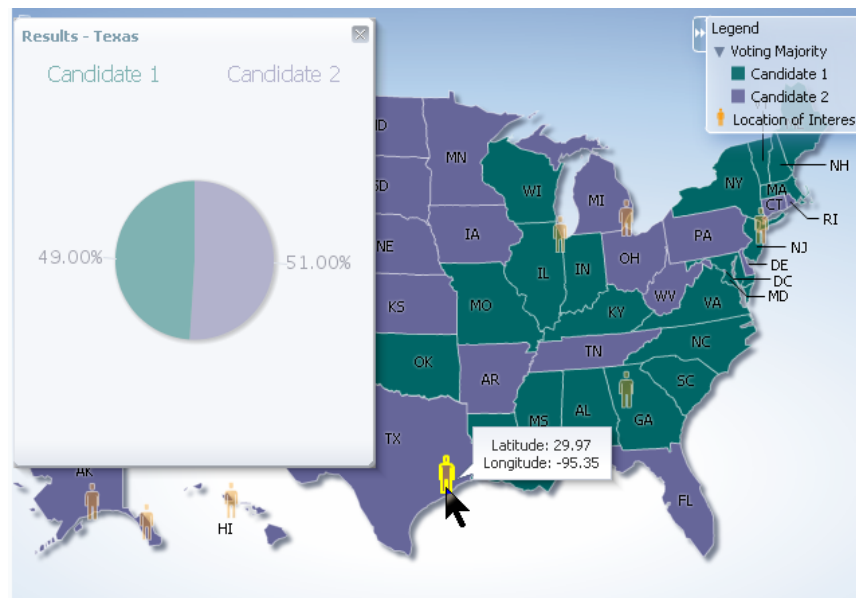 Results - Texas
Candidate 1
Candidate 2
49.00%
51.00%
Legend
Voting Majority
Candidate 1
Candidate 2
Location of Interes
ND
MN
SD
WI
MI
NY
NH
MA
CT
RI
NE
IA
PA
NJ
IL
IN
OH
DE
DC
MD
KS
MO
WV
VA
KY
OK
AR
TN
NC
SC
TX
MS
AL
GA
Latitude: 29.97
Longitude: -95.35
AK
HI
FL